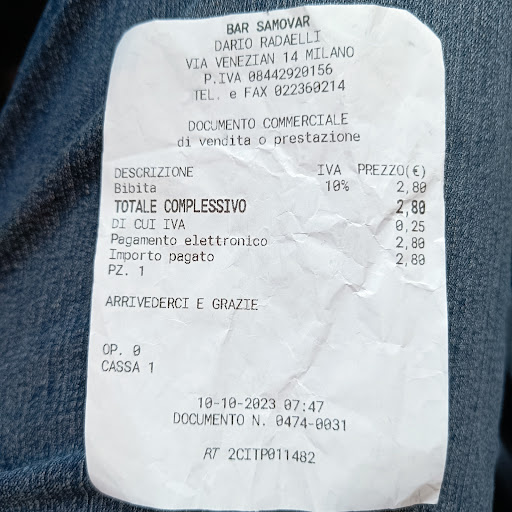 BAR SAMOVAR
DARIO RADAELLI
VIA VENEZIAN 14 MILANO
P.IVA 08442920156
TEL. e FAX 022360214
DOCUMENTO COMMERCIALE
di vendita o prestazione
DESCRIZIONE IVA PREZZO(€)
Bibita 10% 2,80
TOTALE COMPLESSIVO 2,80
DI CUI IVA 0,25
Pagamento elettronico 2,80
Importo pagato 2,80
PZ. 1
ARRIVEDERCI E GRAZIE
OP. 0
CASSA 1
10-10-2023 07:47
DOCUMENTO N. 0474-0031
RT 2CITP011482